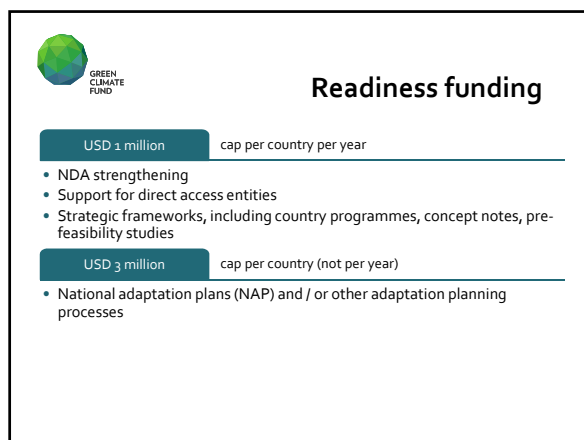 GREEN
CLIMATE
FUND
Readiness funding
USD 1 million
cap per country per year
• NDA strengthening
• Support for direct access entities
• Strategic frameworks, including country programmes, concept notes, pre-
feasibility studies
USD 3 million
cap per country (not per year)
• National adaptation plans (NAP) and / or other adaptation planning
processes